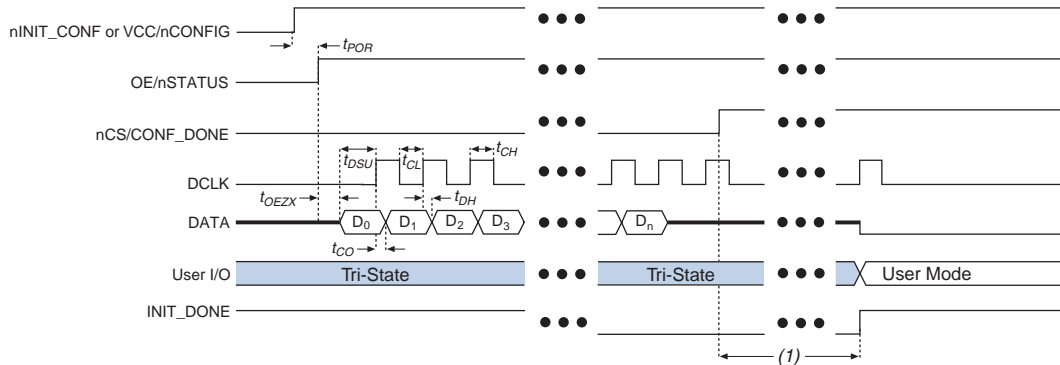 nINIT_CONF or VCC/nCONFIG
tPOR
OE/nSTATUS
nCS/CONF_DONE
tDSU
tCL
tCH
DCLK
tOEZX
tDH
DATA
D0
D1
D2
D3
Dn
tCO
User I/O
Tri-State
Tri-State
User Mode
INIT_DONE
(1)